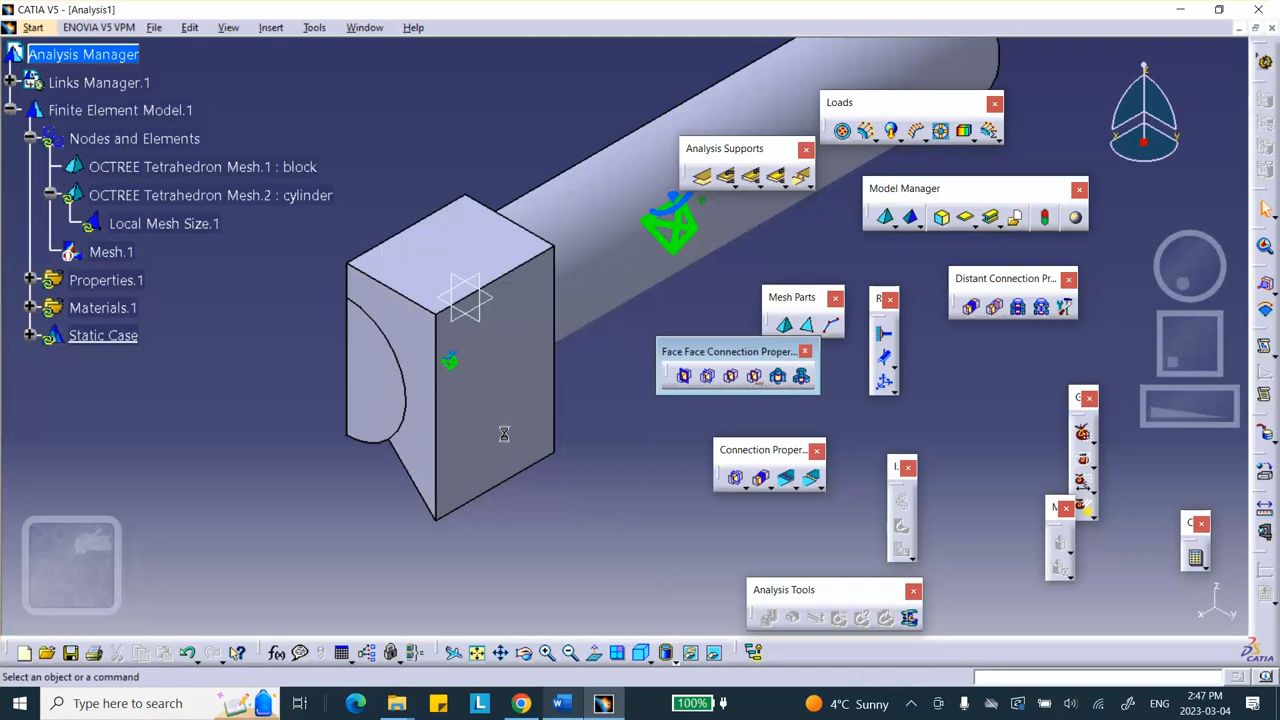 CATIA V5 - [Analysis1]
Start
ENOVIA V5 VPM
File
Edit
View
Insert
Tools
Window
Help
Analysis Manager
Links Manager.1
Finite Element Model.1
Nodes and Elements
OCTREE Tetrahedron Mesh.1 : block
OCTREE Tetrahedron Mesh.2 : cylinder
Local Mesh Size.1
Mesh.1
Properties.1
Materials.1
Static Case
Loads
Analysis Supports
Model Manager
Distant Connection Pr...
Mesh Parts
R
Face Face Connection Proper...
G
Connection Proper...
I.
M
C
Analysis Tools
z
x
y
f(x)
Select an object or a command
Type here to search
L
W
100%
4°C Sunny
ENG
2:47 PM
2023-03-04